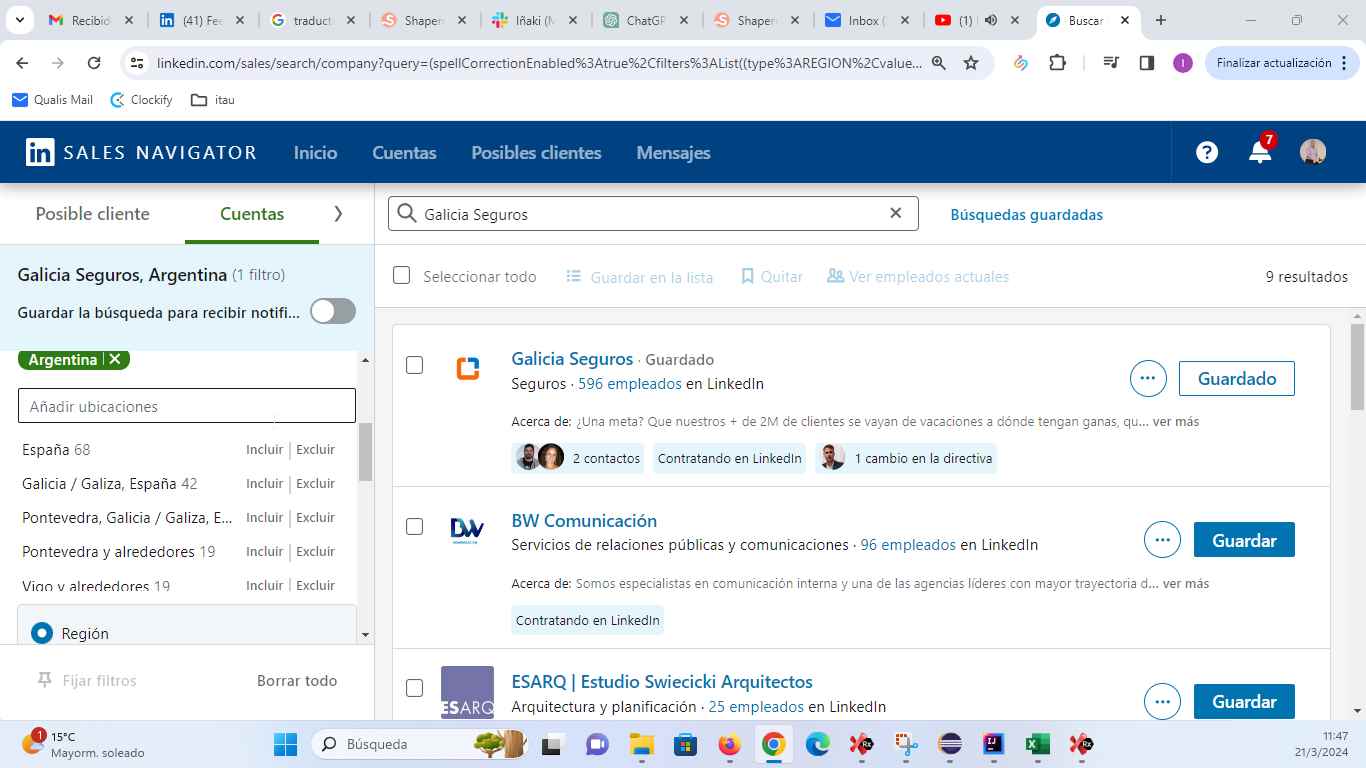 Recibid
(41) Fee
traduct
Shaper
Iñaki (
ChatGP
Shaper
Inbox (
(1)
Buscar
linkedin.com/sales/search/company?query=(spellCorrectionEnabled%3Atrue%2Cfilters%3AList((type%3AREGION%2Cvalue...
Finalizar actualización
Qualis Mail
Clockify
itau
in SALES NAVIGATOR
Inicio
Cuentas
Posibles clientes
Mensajes
7
Posible cliente
Cuentas
Galicia Seguros
Búsquedas guardadas
Galicia Seguros, Argentina (1 filtro)
Guardar la búsqueda para recibir notifi...
Seleccionar todo
Guardar en la lista
Quitar
Ver empleados actuales
9 resultados
Argentina
Añadir ubicaciones
España 68 Incluir | Excluir
Galicia / Galiza, España 42 Incluir | Excluir
Pontevedra, Galicia / Galiza, E... Incluir | Excluir
Pontevedra y alrededores 19 Incluir | Excluir
Vigo y alrededores 19 Incluir | Excluir
Región
Fijar filtros
Borrar todo
Galicia Seguros · Guardado
Seguros · 596 empleados en LinkedIn
Guardado
Acerca de: ¿Una meta? Que nuestros + de 2M de clientes se vayan de vacaciones a dónde tengan ganas, qu... ver más
2 contactos
Contratando en LinkedIn
1 cambio en la directiva
BW Comunicación
Servicios de relaciones públicas y comunicaciones · 96 empleados en LinkedIn
Guardar
Acerca de: Somos especialistas en comunicación interna y una de las agencias líderes con mayor trayectoria d... ver más
Contratando en LinkedIn
ESARQ
ESARQ | Estudio Swiecicki Arquitectos
Arquitectura y planificación · 25 empleados en LinkedIn
Guardar
1
15°C
Mayorm. soleado
Búsqueda
11:47
21/3/2024